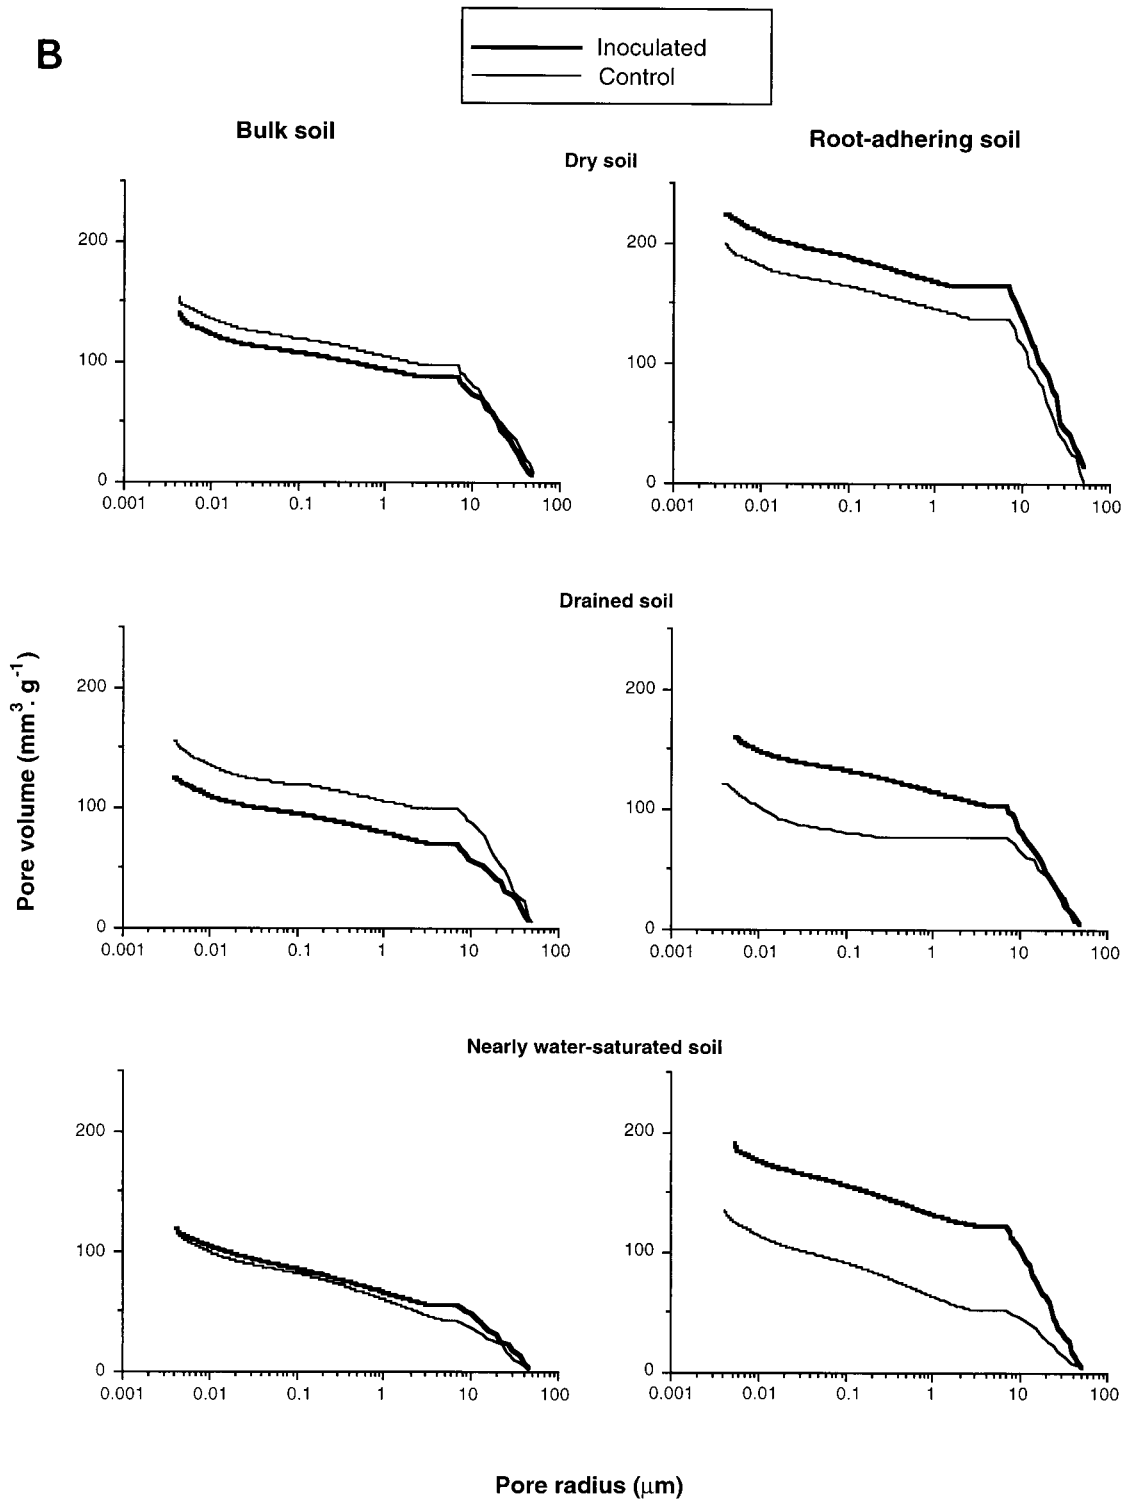 B
Inoculated
Control
Bulk soil
Root-adhering soil
Dry soil
200
100
0
0.001 0.01 0.1 1 10 100
200
100
0
0.001 0.01 0.1 1 10 100
Drained soil
Pore volume (mm³. g⁻¹)
200
100
0
0.001 0.01 0.1 1 10 100
200
100
0
0.001 0.01 0.1 1 10 100
Nearly water-saturated soil
200
100
0
0.001 0.01 0.1 1 10 100
200
100
0
0.001 0.01 0.1 1 10 100
Pore radius (μm)